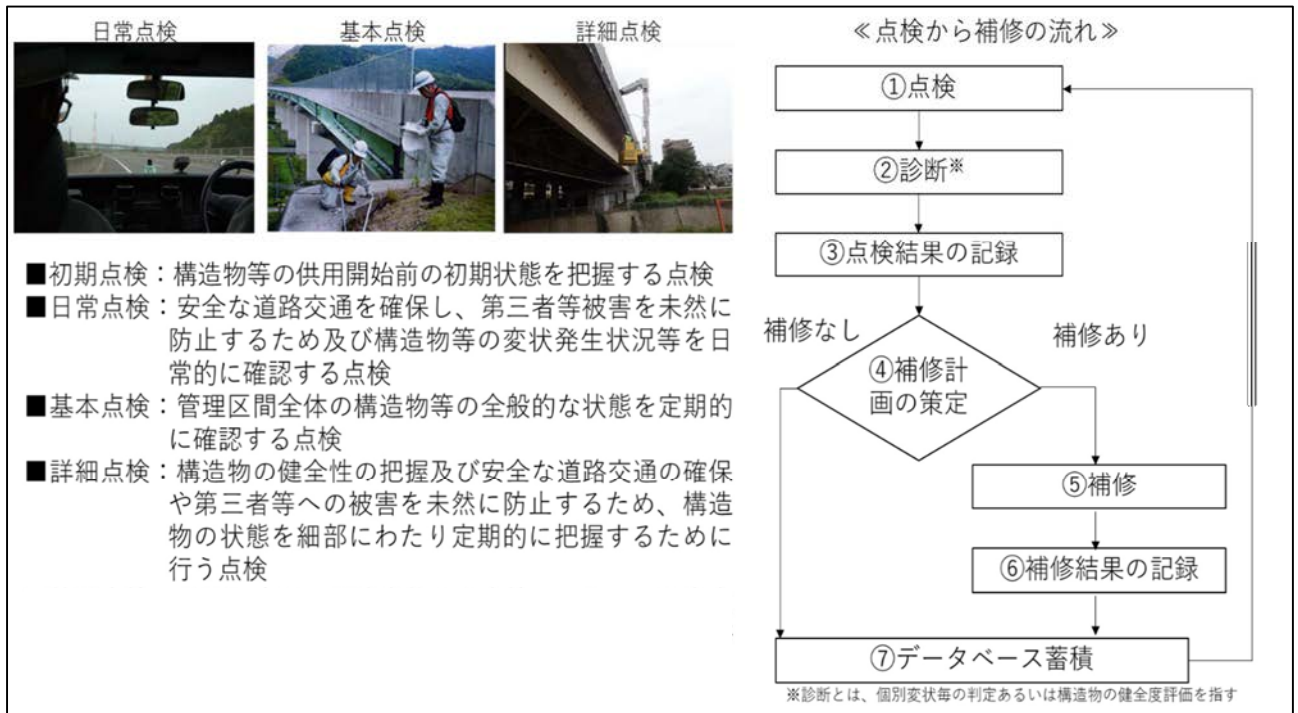 日常点検
基本点検
詳細点検
■初期点検：構造物等の供用開始前の初期状態を把握する点検
■日常点検：安全な道路交通を確保し、第三者等被害を未然に
防止するため及び構造物等の変状発生状況等を日
常的に確認する点検
■基本点検：管理区間全体の構造物等の全般的な状態を定期的
に確認する点検
■詳細点検：構造物の健全性の把握及び安全な道路交通の確保
や第三者等への被害を未然に防止するため、構造
物の状態を細部にわたり定期的に把握するために
行う点検
≪点検から補修の流れ≫
①点検
②診断※
③点検結果の記録
補修なし
補修あり
④補修計
画の策定
⑤補修
⑥補修結果の記録
⑦データベース蓄積
※診断とは、個別変状毎の判定あるいは構造物の健全度評価を指す